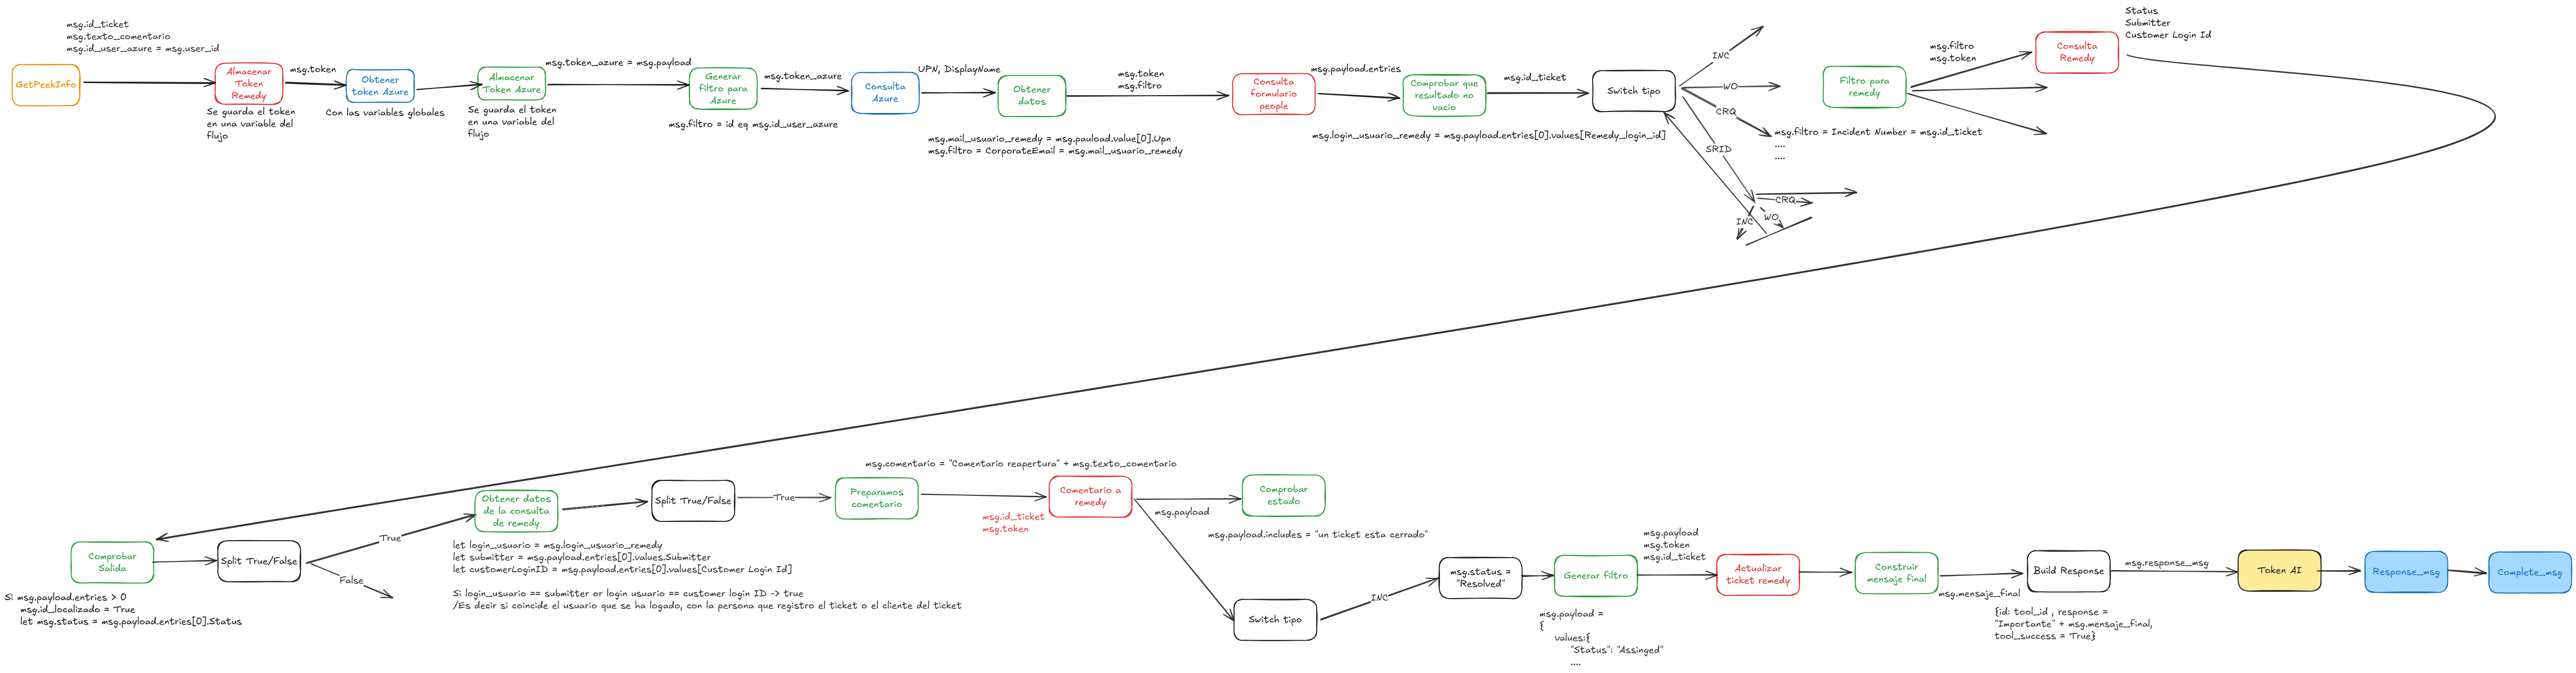 msg.id_ticket
msg.texto_comentario
msg.id_user_azure = msg.user_id
GetPeekInfo
Almacenar
Token
Remedy
Se guarda el token
en una variable del
flujo
msg.token
Obtener
token Azure
Con las variables globales
Almacenar
Token Azure
Se guarda el token
en una variable del
flujo
msg.token_azure = msg.payload
Generar
filtro para
Azure
msg.filtro = id eq msg.id_user_azure
msg.token_azure
Consulta
Azure
UPN, DisplayName
Obtener
datos
msg.mail_usuario_remedy = msg.pauload.value[0].Upn
msg.filtro = CorporateEmail = msg.mail_usuario_remedy
msg.token
msg.filtro
Consulta
formulario
people
msg.payload.entries
Comprobar que
resultado no
vacio
msg.login_usuario_remedy = msg.payload.entries[0].values[Remedy_login_id]
msg.id_ticket
Switch tipo
INC
WO
CRQ
SRID
CRQ
WO
INC
Filtro para
remedy
msg.filtro = Incident Number = msg.id_ticket
....
....
msg.filtro
msg.token
Consulta
Remedy
Status
Submitter
Customer Login Id
Comprobar
Salida
Si msg.payload.entries > 0
msg.id_localizado = True
let msg.status = msg.payload.entries[0].Status
Split True/False
True
False
Obtener datos
de la consulta
de remedy
let login_usuario = msg.login_usuario_remedy
let submitter = msg.payload.entries[0].values.Submitter
let customerLoginID = msg.payload.entries[0].values[Customer Login Id]
Si login_usuario == submitter or login usuario == customer login ID -> true
/Es decir si coincide el usuario que se ha logado, con la persona que registro el ticket o el cliente del ticket
Split True/False
True
Preparamos
comentario
msg.comentario = "Comentario reapertura" + msg.texto_comentario
Comentario a
remedy
msg.id_ticket
msg.token
msg.payload
Comprobar
estado
msg.payload.includes = "un ticket esta cerrado"
Switch tipo
INC
msg.status =
"Resolved"
Generar filtro
msg.payload =
{
values:{
"Status": "Assinged"
....
msg.payload
msg.token
msg.id_ticket
Actualizar
ticket remedy
Construir
mensaje final
msg.mensaje_final
Build Response
{id: tool_id , response =
"Importante" + msg.mensaje_final,
tool_success = True}
msg.response_msg
Token AI
Response_msg
Complete_msg